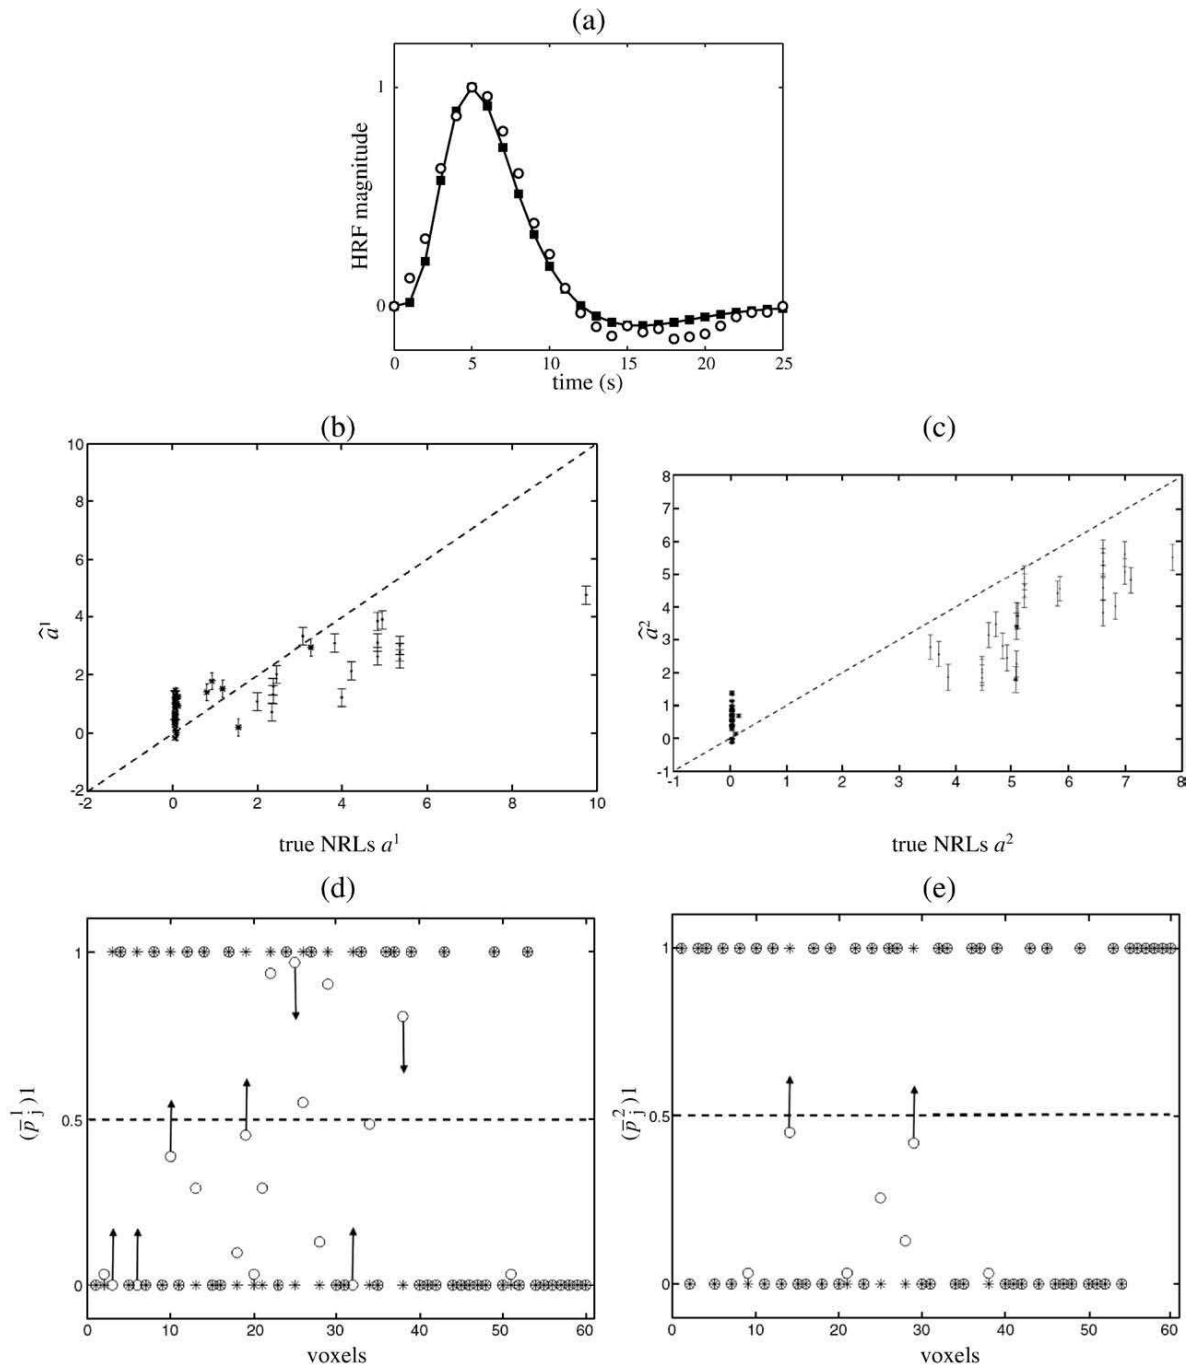 (a)
HRF magnitude
1
0
0 5 10 15 20 25
time (s)
(b)
10
8
6
4
2
0
-2
-2 0 2 4 6 8 10
â¹
true NRLs a¹
(c)
8
7
6
5
4
3
2
1
0
-1
-1 0 1 2 3 4 5 6 7 8
â²
true NRLs a²
(d)
1
0.5
0
0 10 20 30 40 50 60
(p̅ ¹ j)1
voxels
(e)
1
0.5
0
0 10 20 30 40 50 60
(p̅ ² j)1
voxels